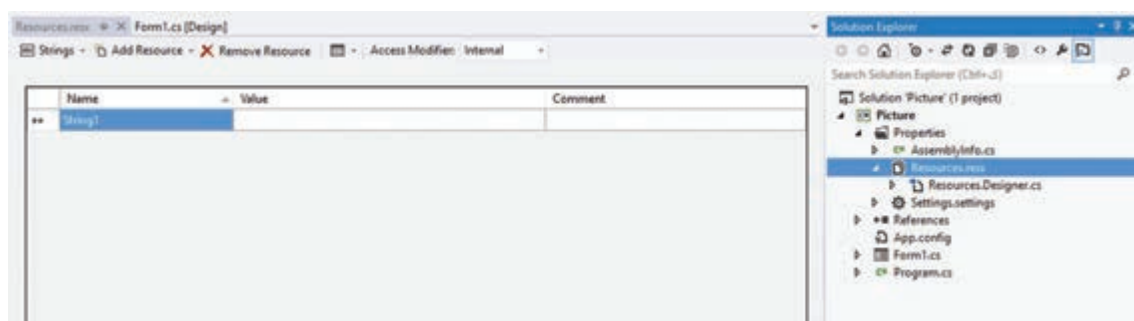 Resources.resx Form1.cs [Design]
Strings Add Resource Remove Resource Access Modifier: Internal
Name Value Comment
String1
Solution Explorer
Search Solution Explorer (Ctrl+ك)
Solution 'Picture' (1 project)
Picture
Properties
AssemblyInfo.cs
Resources.resx
Resources.Designer.cs
Settings.settings
References
App.config
Form1.cs
Program.cs